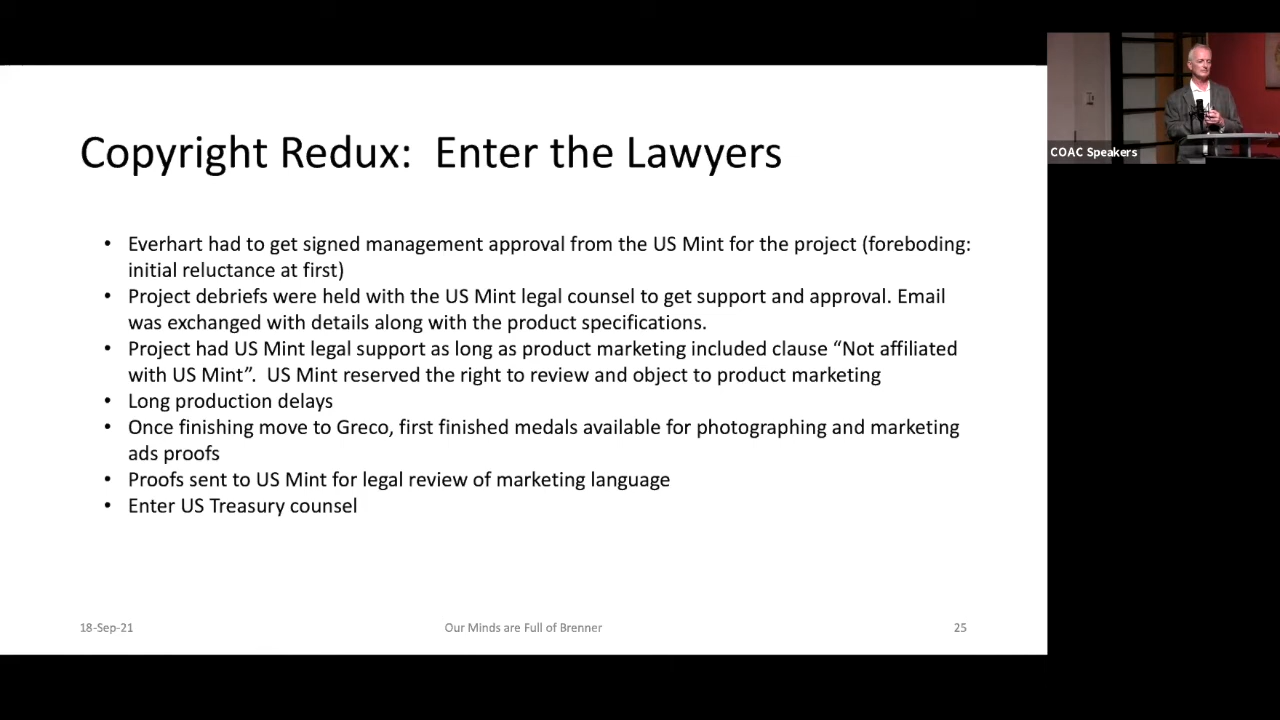 Copyright Redux: Enter the Lawyers
• Everhart had to get signed management approval from the US Mint for the project (foreboding:
initial reluctance at first)
• Project debriefs were held with the US Mint legal counsel to get support and approval. Email
was exchanged with details along with the product specifications.
• Project had US Mint legal support as long as product marketing included clause “Not affiliated
with US Mint”. US Mint reserved the right to review and object to product marketing
• Long production delays
• Once finishing move to Greco, first finished medals available for photographing and marketing
ads proofs
• Proofs sent to US Mint for legal review of marketing language
• Enter US Treasury counsel
18-Sep-21
Our Minds are Full of Brenner
25
COAC Speakers